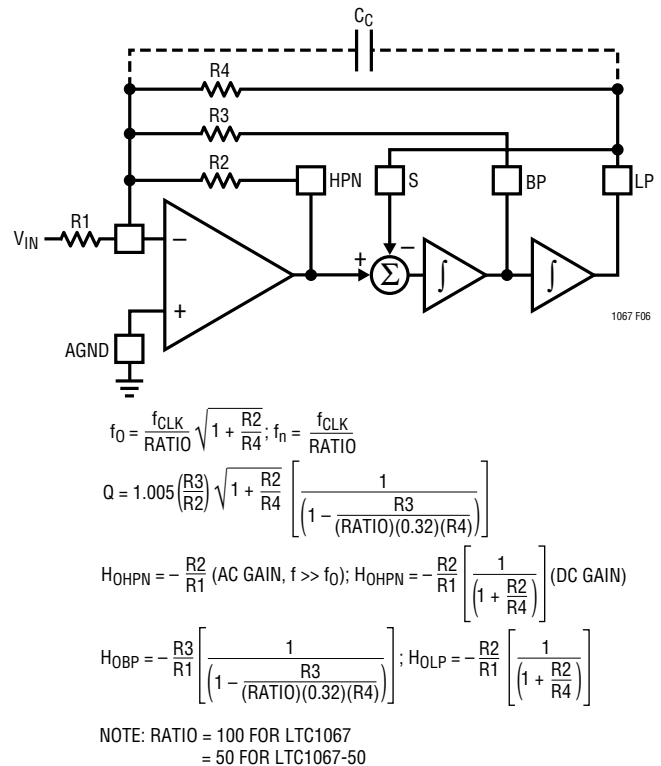 C_C
R4
R3
R2
HPN
S
BP
LP
R1
V_IN
−
+
AGND
+
−
Σ
∫
∫
1067 F06
f_O = f_CLK/RATIO √(1 + R2/R4); f_n = f_CLK/RATIO
Q = 1.005(R3/R2) √(1 + R2/R4) [1/(1 − R3/((RATIO)(0.32)(R4)))]
H_OHPN = − R2/R1 (AC GAIN, f >> f_O); H_OHPN = − R2/R1 [1/(1 + R2/R4)] (DC GAIN)
H_OBP = − R3/R1 [1/(1 − R3/((RATIO)(0.32)(R4)))]; H_OLP = − R2/R1 [1/(1 + R2/R4)]
NOTE: RATIO = 100 FOR LTC1067
= 50 FOR LTC1067-50